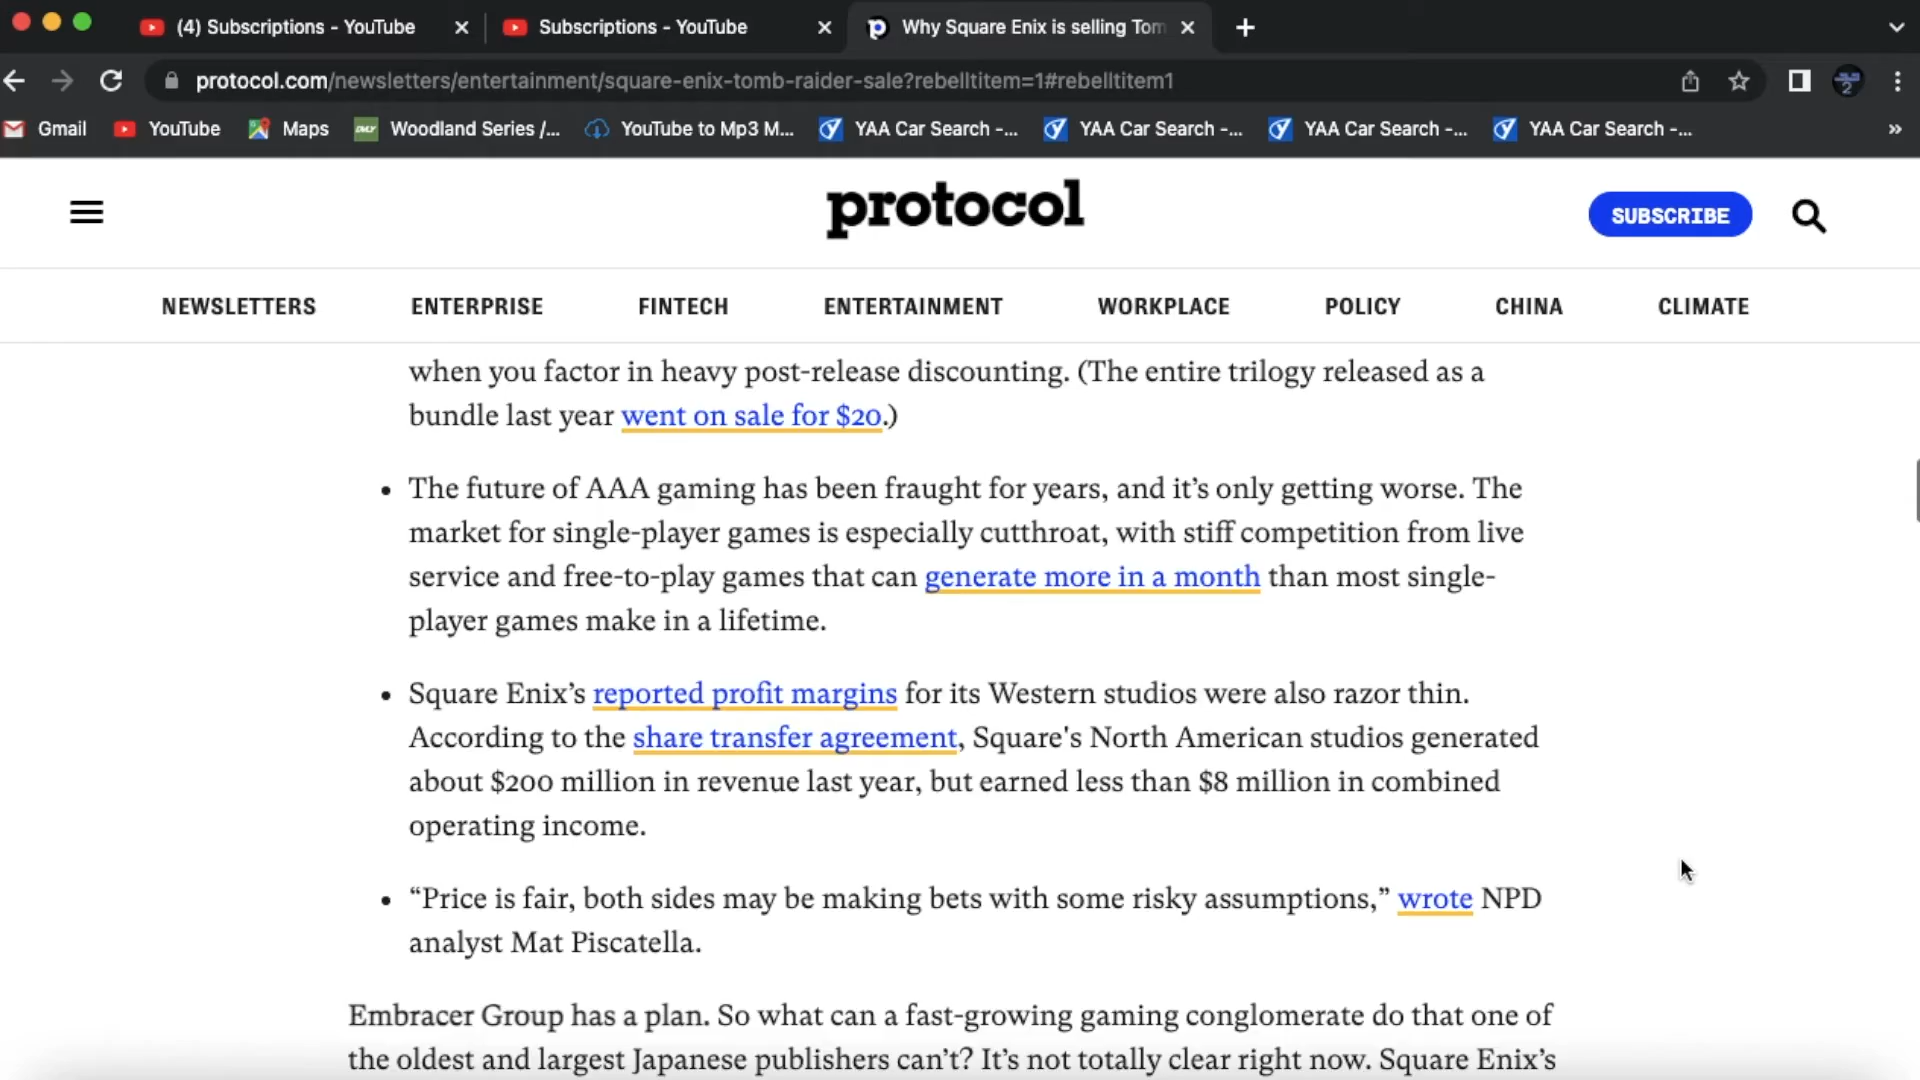 (4) Subscriptions - YouTube
Subscriptions - YouTube
Why Square Enix is selling Tom
protocol.com/newsletters/entertainment/square-enix-tomb-raider-sale?rebelltitem=1#rebelltitem1
2
Gmail
YouTube
Maps
DMLY
Woodland Series /...
YouTube to Mp3 M...
YAA Car Search -...
YAA Car Search -...
YAA Car Search -...
YAA Car Search -...
protocol
SUBSCRIBE
NEWSLETTERS ENTERPRISE FINTECH ENTERTAINMENT WORKPLACE POLICY CHINA CLIMATE
when you factor in heavy post-release discounting. (The entire trilogy released as a
bundle last year went on sale for $20.)
• The future of AAA gaming has been fraught for years, and it’s only getting worse. The
market for single-player games is especially cutthroat, with stiff competition from live
service and free-to-play games that can generate more in a month than most single-
player games make in a lifetime.
• Square Enix’s reported profit margins for its Western studios were also razor thin.
According to the share transfer agreement, Square's North American studios generated
about $200 million in revenue last year, but earned less than $8 million in combined
operating income.
• “Price is fair, both sides may be making bets with some risky assumptions,” wrote NPD
analyst Mat Piscatella.
Embracer Group has a plan. So what can a fast-growing gaming conglomerate do that one of
the oldest and largest Japanese publishers can’t? It’s not totally clear right now. Square Enix’s